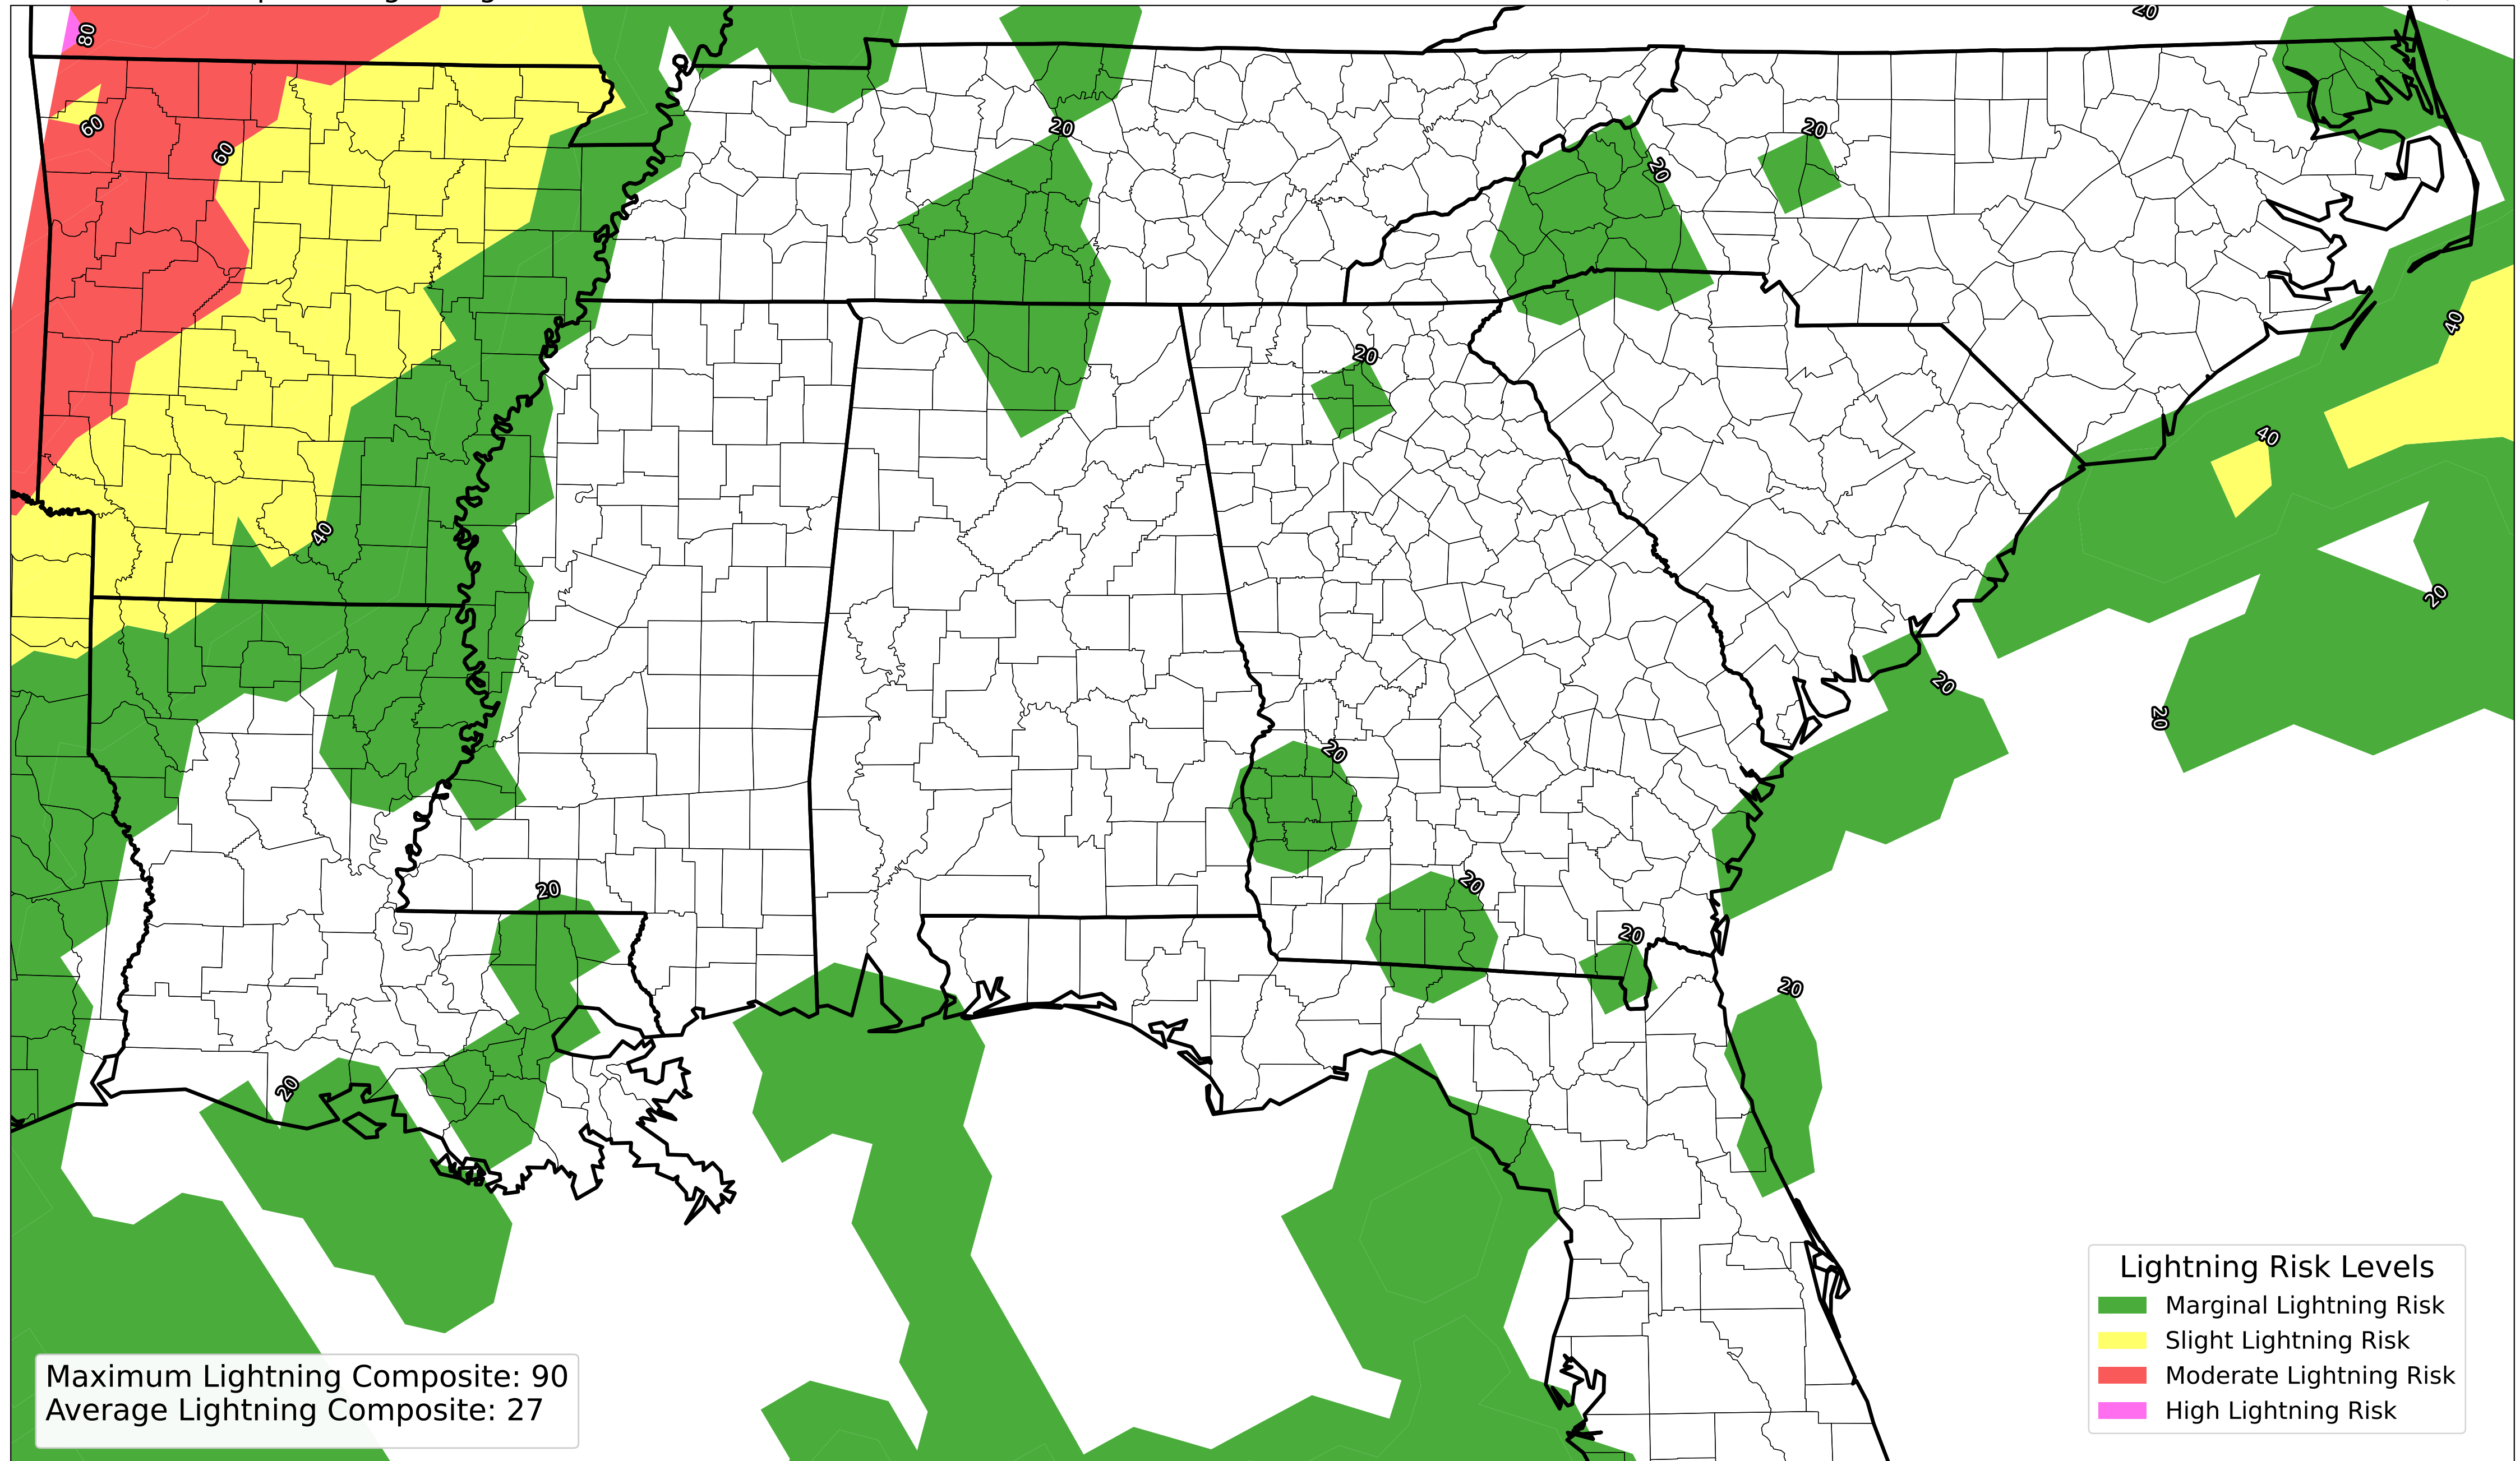 80
20
60
60
20
20
20
40
20
40
40
20
20
20
20
20
20
20
20
20
Lightning Risk Levels
Marginal Lightning Risk
Slight Lightning Risk
Moderate Lightning Risk
High Lightning Risk
Maximum Lightning Composite: 90
Average Lightning Composite: 27